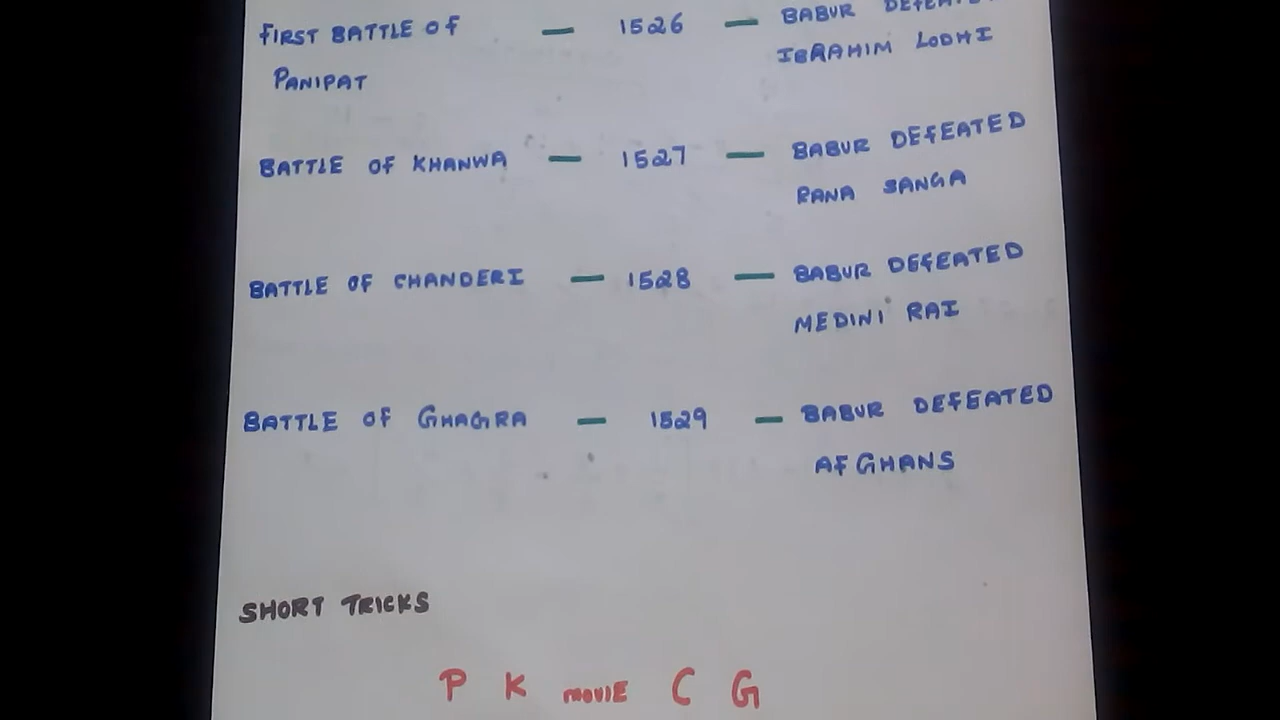 FIRST BATTLE OF — 1526 — BABUR DEFEATED
PANIPAT IBRAHIM LODHI
BATTLE OF KHANWA — 1527 — BABUR DEFEATED
RANA SANGA
BATTLE OF CHANDERI — 1528 — BABUR DEFEATED
MEDINI RAI
BATTLE OF GHAGRA — 1529 — BABUR DEFEATED
AFGHANS
SHORT TRICKS
P K MOVIE C G